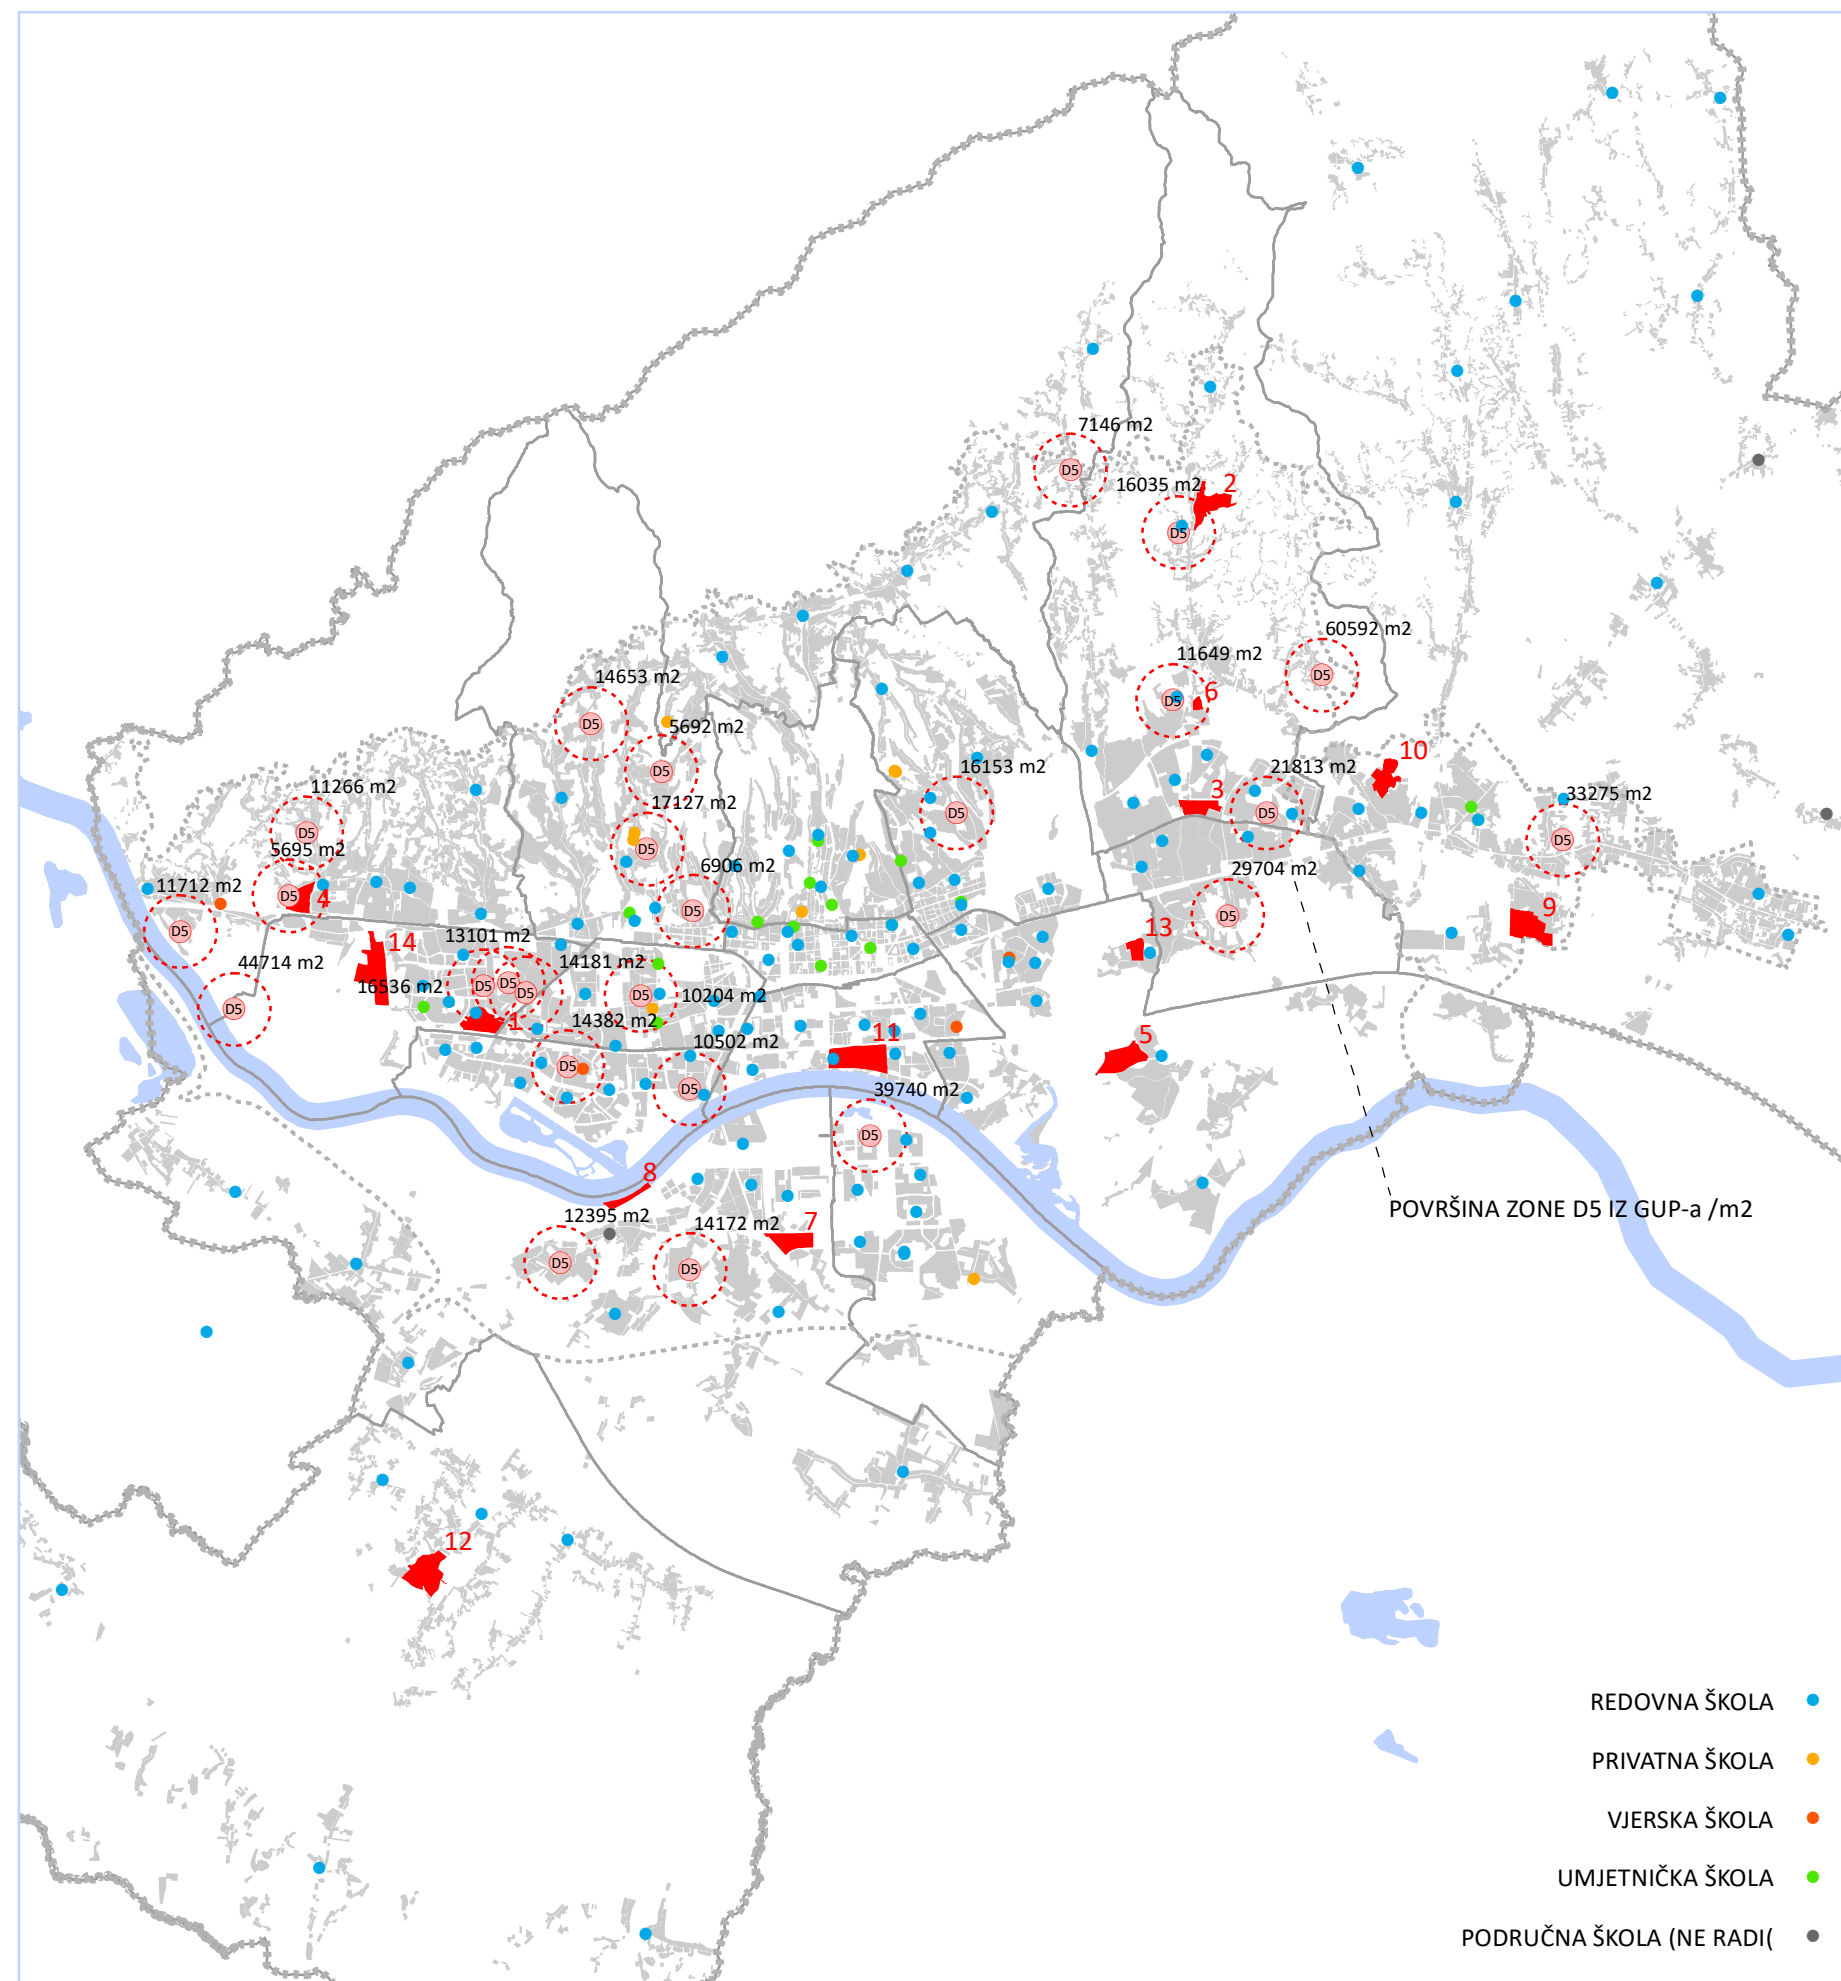 7146 m2
D5
16035 m2
2
D5
60592 m2
11649 m2
D5
D5
6
14653 m2
D5
5692 m2
D5
10
16153 m2
21813 m2
11266 m2
33275 m2
17127 m2
3
D5
D5
D5
D5
D5
5695 m2
6906 m2
29704 m2
11712 m2
D5
4
D5
9
D5
D5
13101 m2
14
13
14181 m2
44714 m2
16536 m2
D5
D5
D5
D5
10204 m2
D5
1
14382 m2
11
5
10502 m2
D5
D5
39740 m2
D5
8
POVRŠINA ZONE D5 IZ GUP-a /m2
12395 m2
14172 m2
7
D5
D5
12
REDOVNA ŠKOLA
PRIVATNA ŠKOLA
VJERSKA ŠKOLA
UMJETNIČKA ŠKOLA
PODRUČNA ŠKOLA (NE RADI(